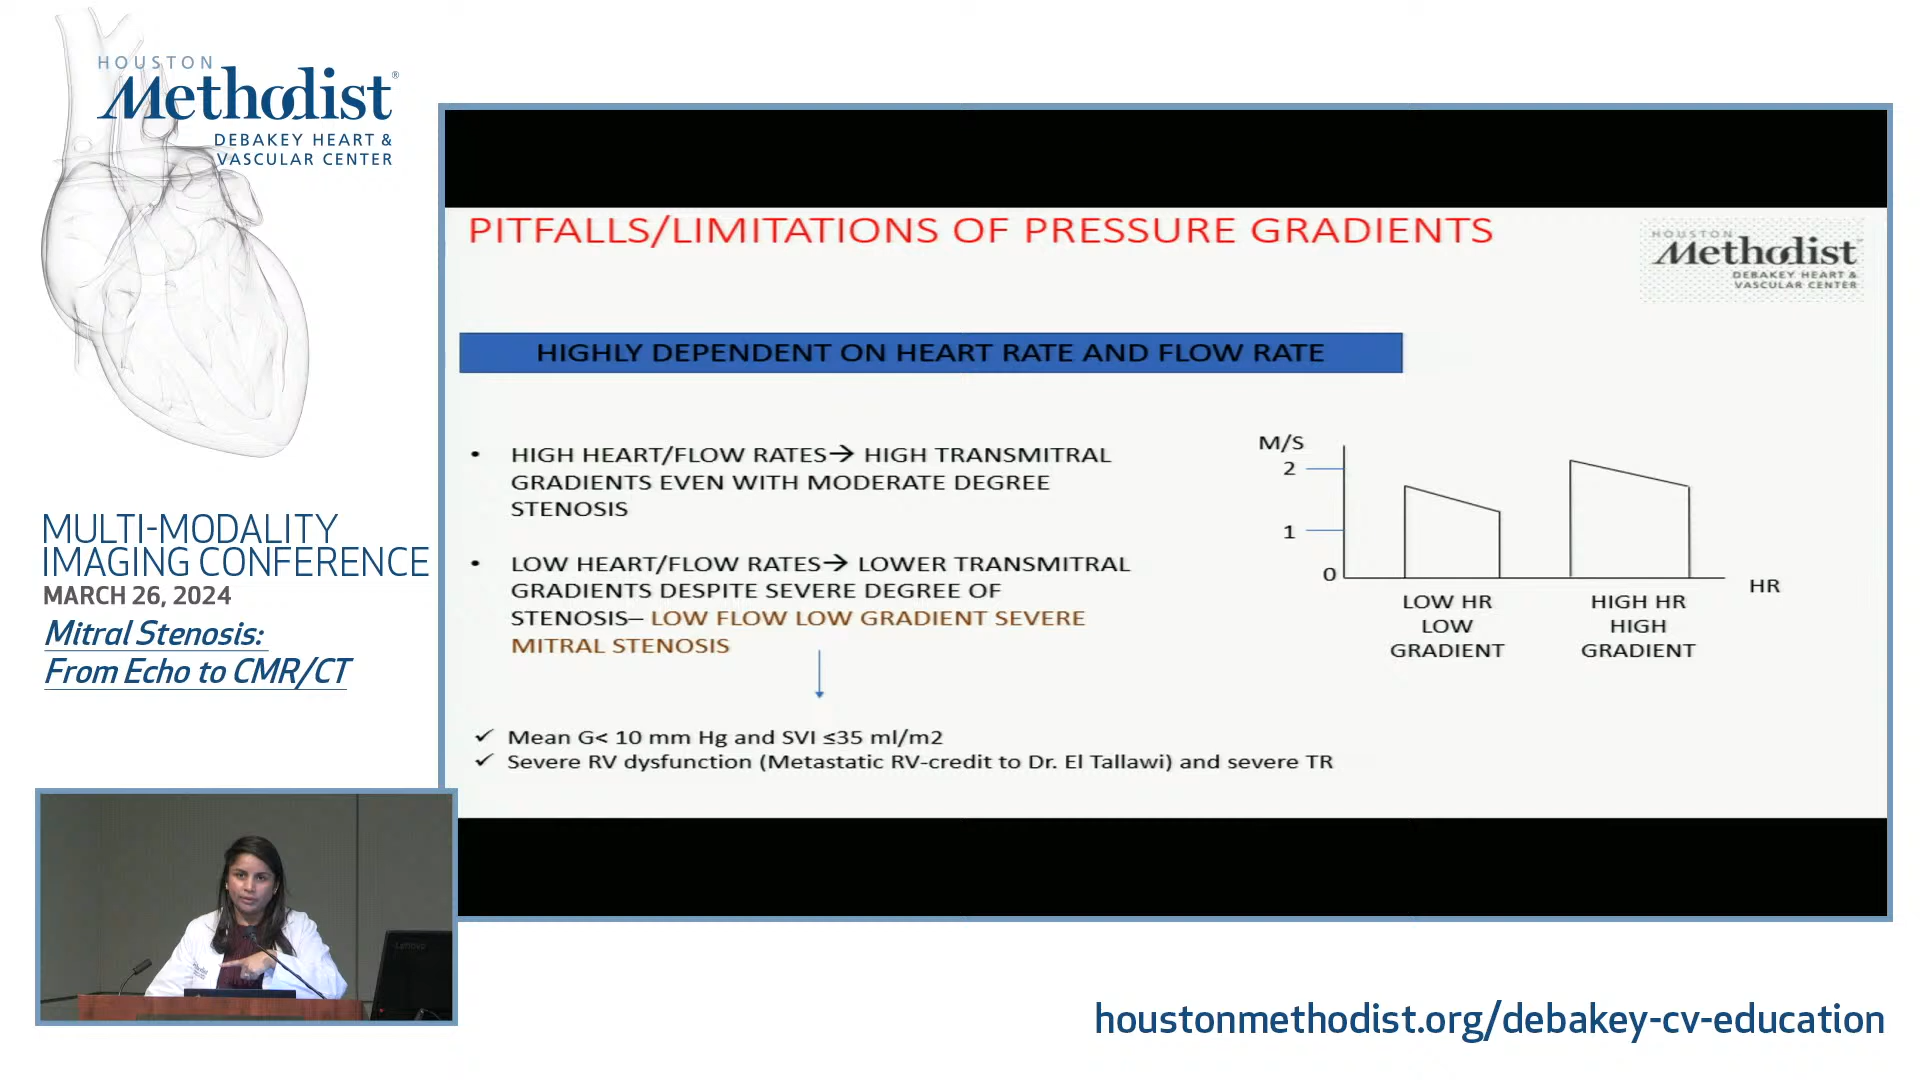 HOUSTON
Methodist®
DEBAKEY HEART &
VASCULAR CENTER
MULTI-MODALITY
IMAGING CONFERENCE
MARCH 26, 2024
Mitral Stenosis:
From Echo to CMR/CT
PITFALLS/LIMITATIONS OF PRESSURE GRADIENTS
HOUSTON
Methodist
DEBAKEY HEART &
VASCULAR CENTER
HIGHLY DEPENDENT ON HEART RATE AND FLOW RATE
• HIGH HEART/FLOW RATES→ HIGH TRANSMITRAL
GRADIENTS EVEN WITH MODERATE DEGREE
STENOSIS
• LOW HEART/FLOW RATES→ LOWER TRANSMITRAL
GRADIENTS DESPITE SEVERE DEGREE OF
STENOSIS– LOW FLOW LOW GRADIENT SEVERE
MITRAL STENOSIS
✓ Mean G< 10 mm Hg and SVI ≤35 ml/m2
✓ Severe RV dysfunction (Metastatic RV-credit to Dr. El Tallawi) and severe TR
M/S
2
1
0
HR
LOW HR
LOW
GRADIENT
HIGH HR
HIGH
GRADIENT
Lenovo
houstonmethodist.org/debakey-cv-education